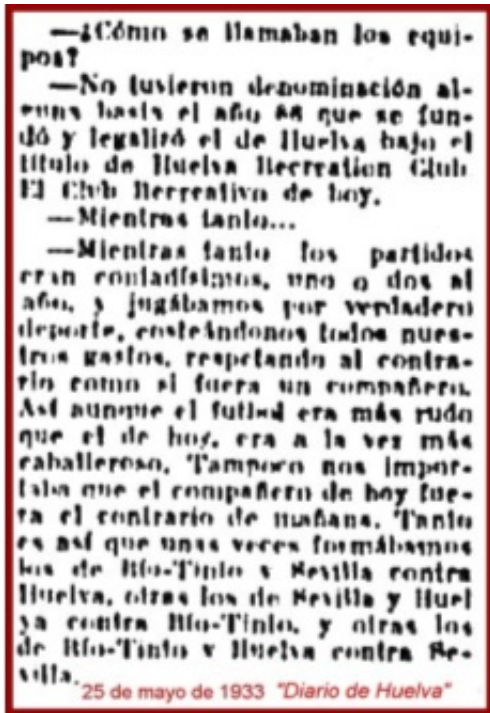 —¿Cómo se llamaban los equi-
pos?
—No tuvieron denominación al-
guna hasta el año 88 que se fun-
dó y legalizó el de Huelva bajo el
título de Huelva Recreation Club
El Club Recreativo de hoy.
—Mientras tanto...
—Mientras tanto los partidos
eran contadísimos, uno o dos al
año, y jugábamos por verdadero
deporte, costeándonos todos nues-
tros gastos, respetando al contra-
rio como si fuera un compañero.
Así aunque el futbol era más rudo
que el de hoy, era a la vez más
caballeroso. Tampoco nos impor-
taba que el compañero de hoy fue-
ra el contrario de mañana. Tanto
es así que unas veces formábamos
los de Río-Tinto y Sevilla contra
Huelva, otras los de Sevilla y Huel
va contra Río-Tinto, y otras los
de Río-Tinto y Huelva contra Se-
villa.
25 de mayo de 1933 "Diario de Huelva"